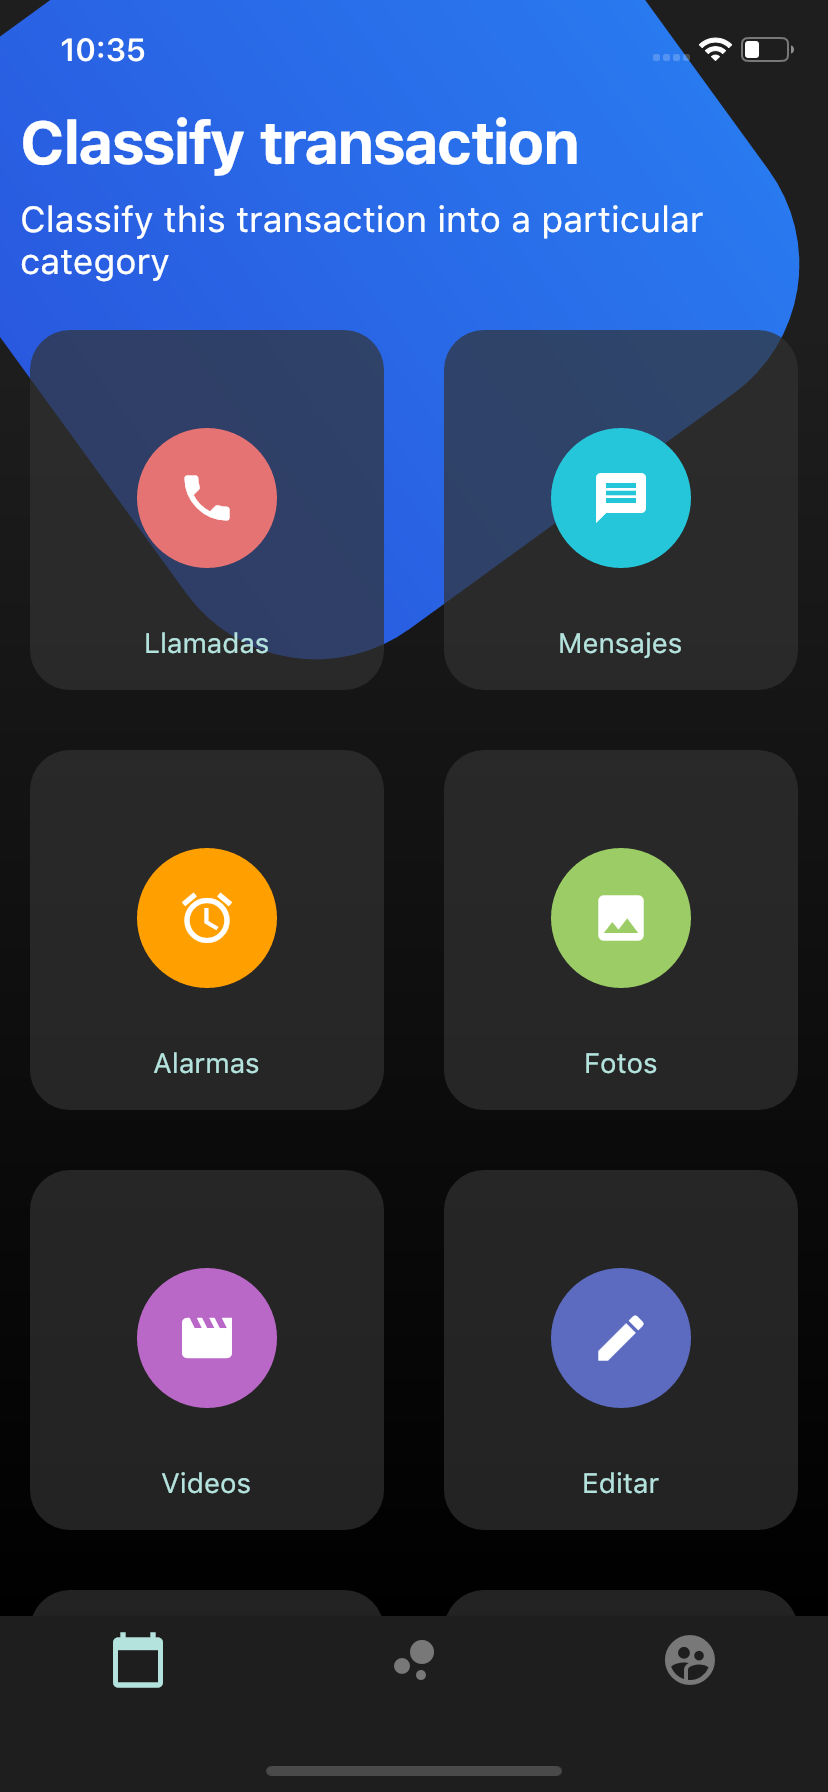 10:35
Classify transaction
Classify this transaction into a particular
category
Llamadas
Mensajes
Alarmas
Fotos
Videos
Editar